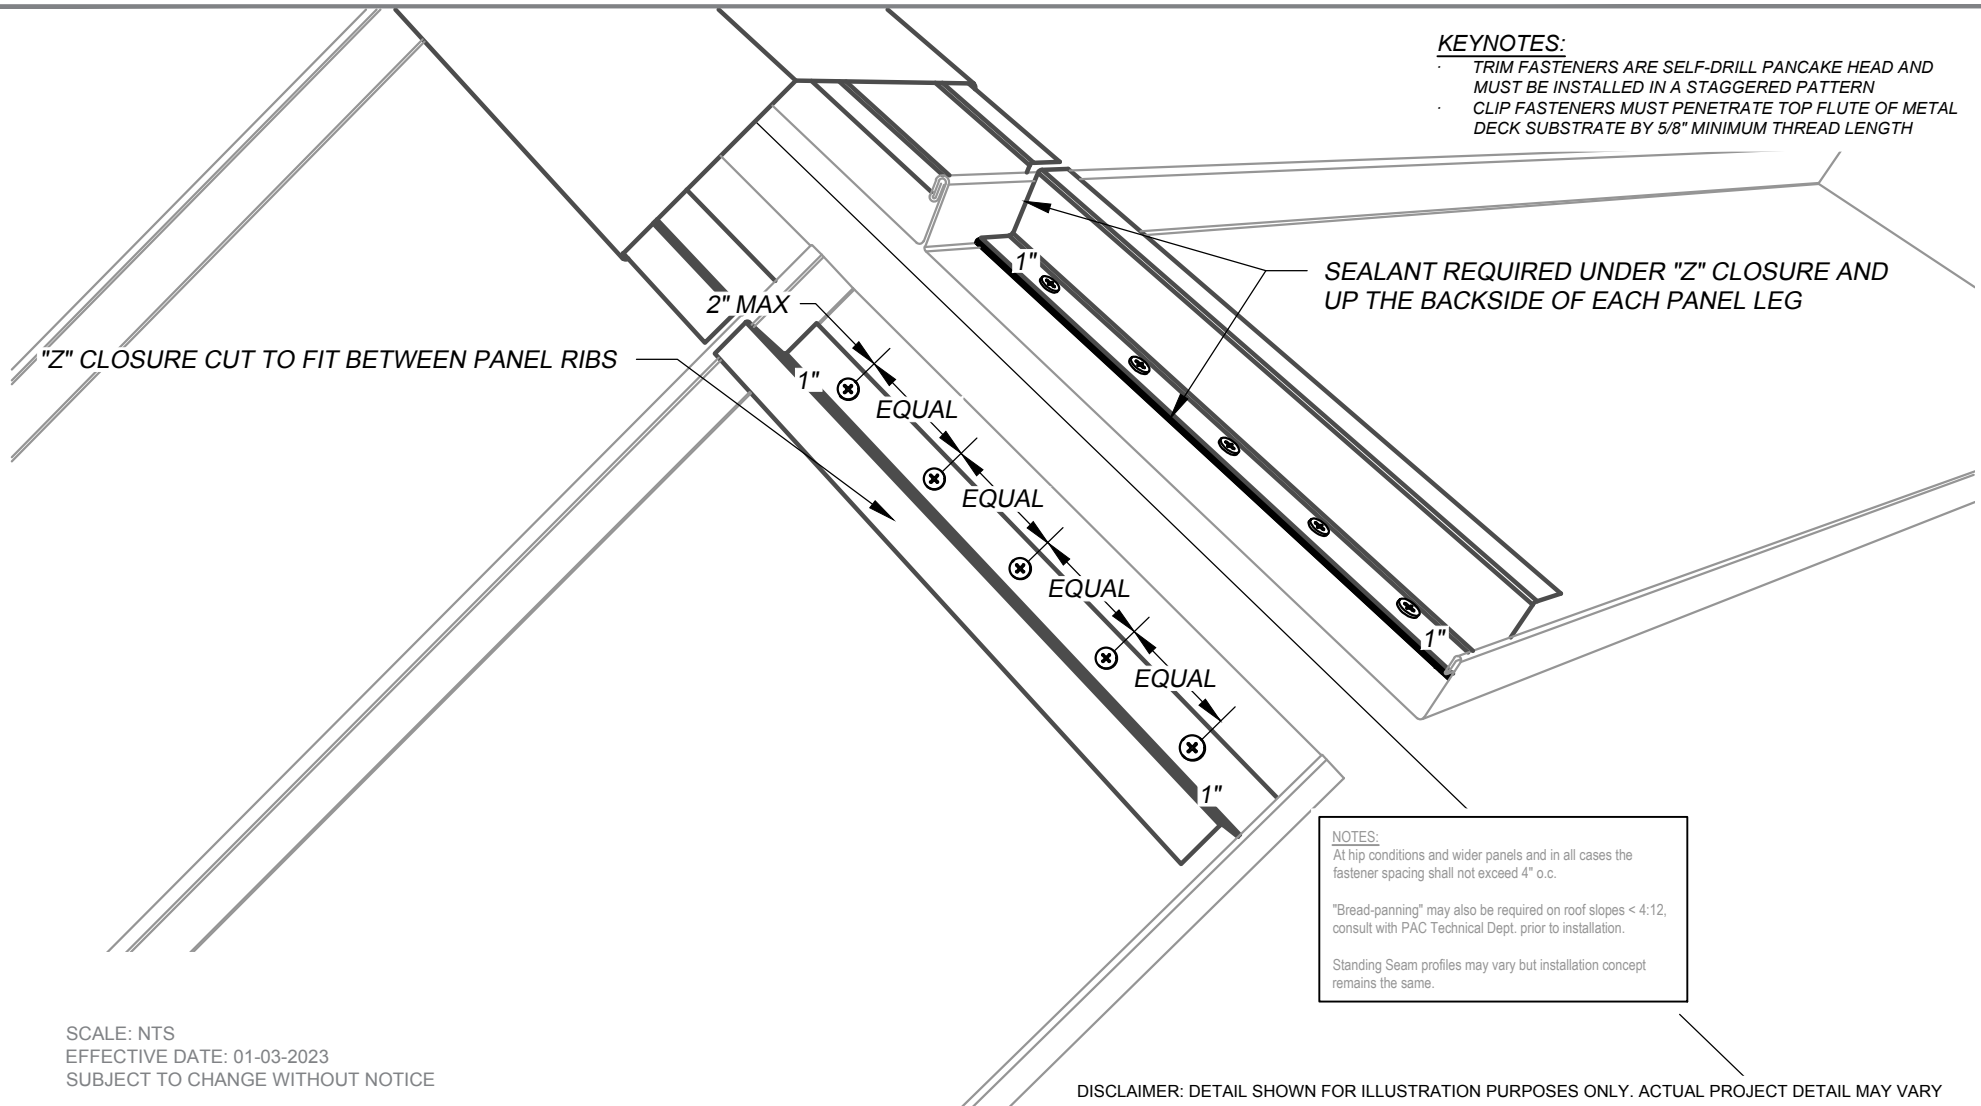 KEYNOTES:
· TRIM FASTENERS ARE SELF-DRILL PANCAKE HEAD AND
MUST BE INSTALLED IN A STAGGERED PATTERN
· CLIP FASTENERS MUST PENETRATE TOP FLUTE OF METAL
DECK SUBSTRATE BY 5/8" MINIMUM THREAD LENGTH
1"
SEALANT REQUIRED UNDER "Z" CLOSURE AND
UP THE BACKSIDE OF EACH PANEL LEG
2" MAX
"Z" CLOSURE CUT TO FIT BETWEEN PANEL RIBS
1"
EQUAL
EQUAL
EQUAL
EQUAL
1"
1"
NOTES:
At hip conditions and wider panels and in all cases the
fastener spacing shall not exceed 4" o.c.
"Bread-panning" may also be required on roof slopes < 4:12,
consult with PAC Technical Dept. prior to installation.
Standing Seam profiles may vary but installation concept
remains the same.
SCALE: NTS
EFFECTIVE DATE: 01-03-2023
SUBJECT TO CHANGE WITHOUT NOTICE
DISCLAIMER: DETAIL SHOWN FOR ILLUSTRATION PURPOSES ONLY. ACTUAL PROJECT DETAIL MAY VARY